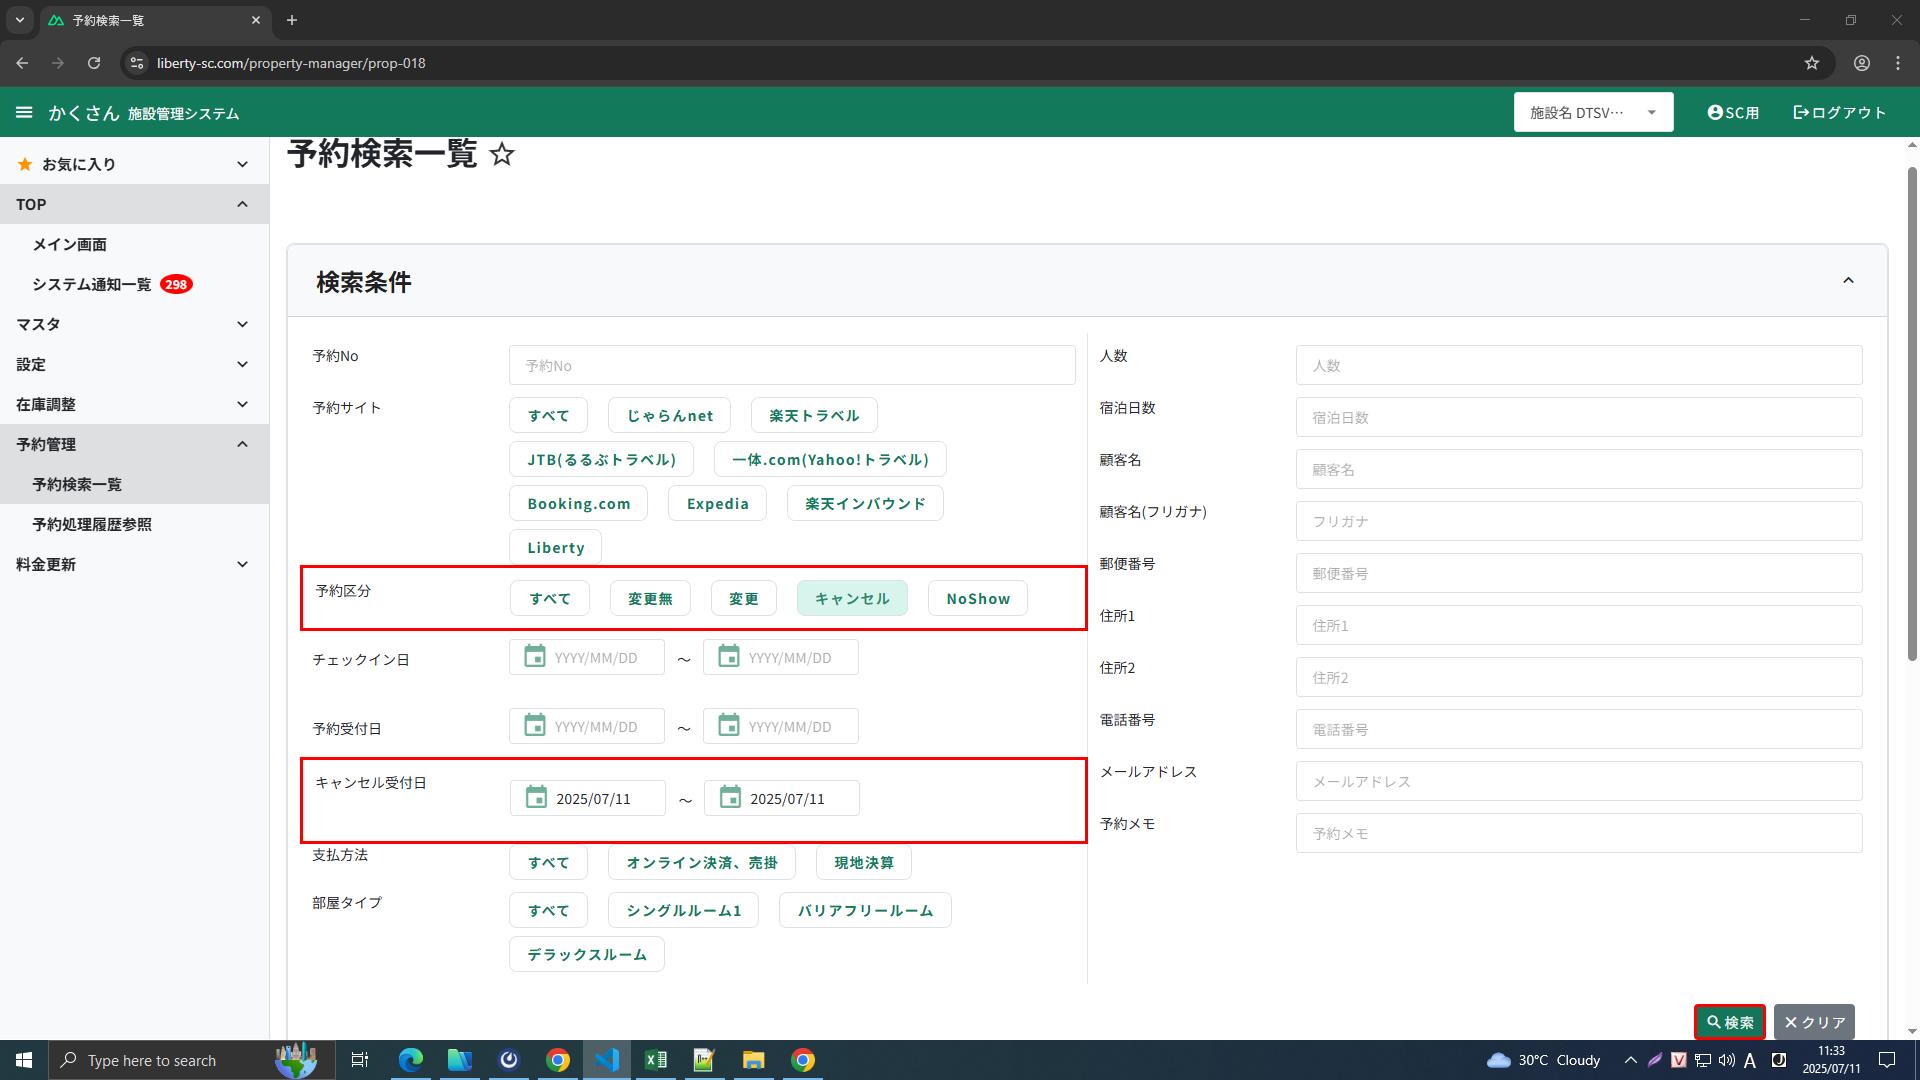 予約検索一覧
liberty-sc.com/property-manager/prop-018
かくさん 施設管理システム
施設名 DTSV…
SC用
ログアウト
お気に入り
TOP
メイン画面
システム通知一覧 298
マスタ
設定
在庫調整
予約管理
予約検索一覧
予約処理履歴参照
料金更新
予約検索一覧
検索条件
予約No
予約No
予約サイト
すべて じゃらんnet 楽天トラベル
JTB(るるぶトラベル) 一休.com(Yahoo!トラベル)
Booking.com Expedia 楽天インバウンド
Liberty
予約区分
すべて 変更無 変更 キャンセル NoShow
チェックイン日
YYYY/MM/DD ～ YYYY/MM/DD
予約受付日
YYYY/MM/DD ～ YYYY/MM/DD
キャンセル受付日
2025/07/11 ～ 2025/07/11
支払方法
すべて オンライン決済、売掛 現地決算
部屋タイプ
すべて シングルルーム1 バリアフリールーム
デラックスルーム
人数
人数
宿泊日数
宿泊日数
顧客名
顧客名
顧客名(フリガナ)
フリガナ
郵便番号
郵便番号
住所1
住所1
住所2
住所2
電話番号
電話番号
メールアドレス
メールアドレス
予約メモ
予約メモ
検索 クリア
Type here to search
30°C Cloudy
A
11:33
2025/07/11